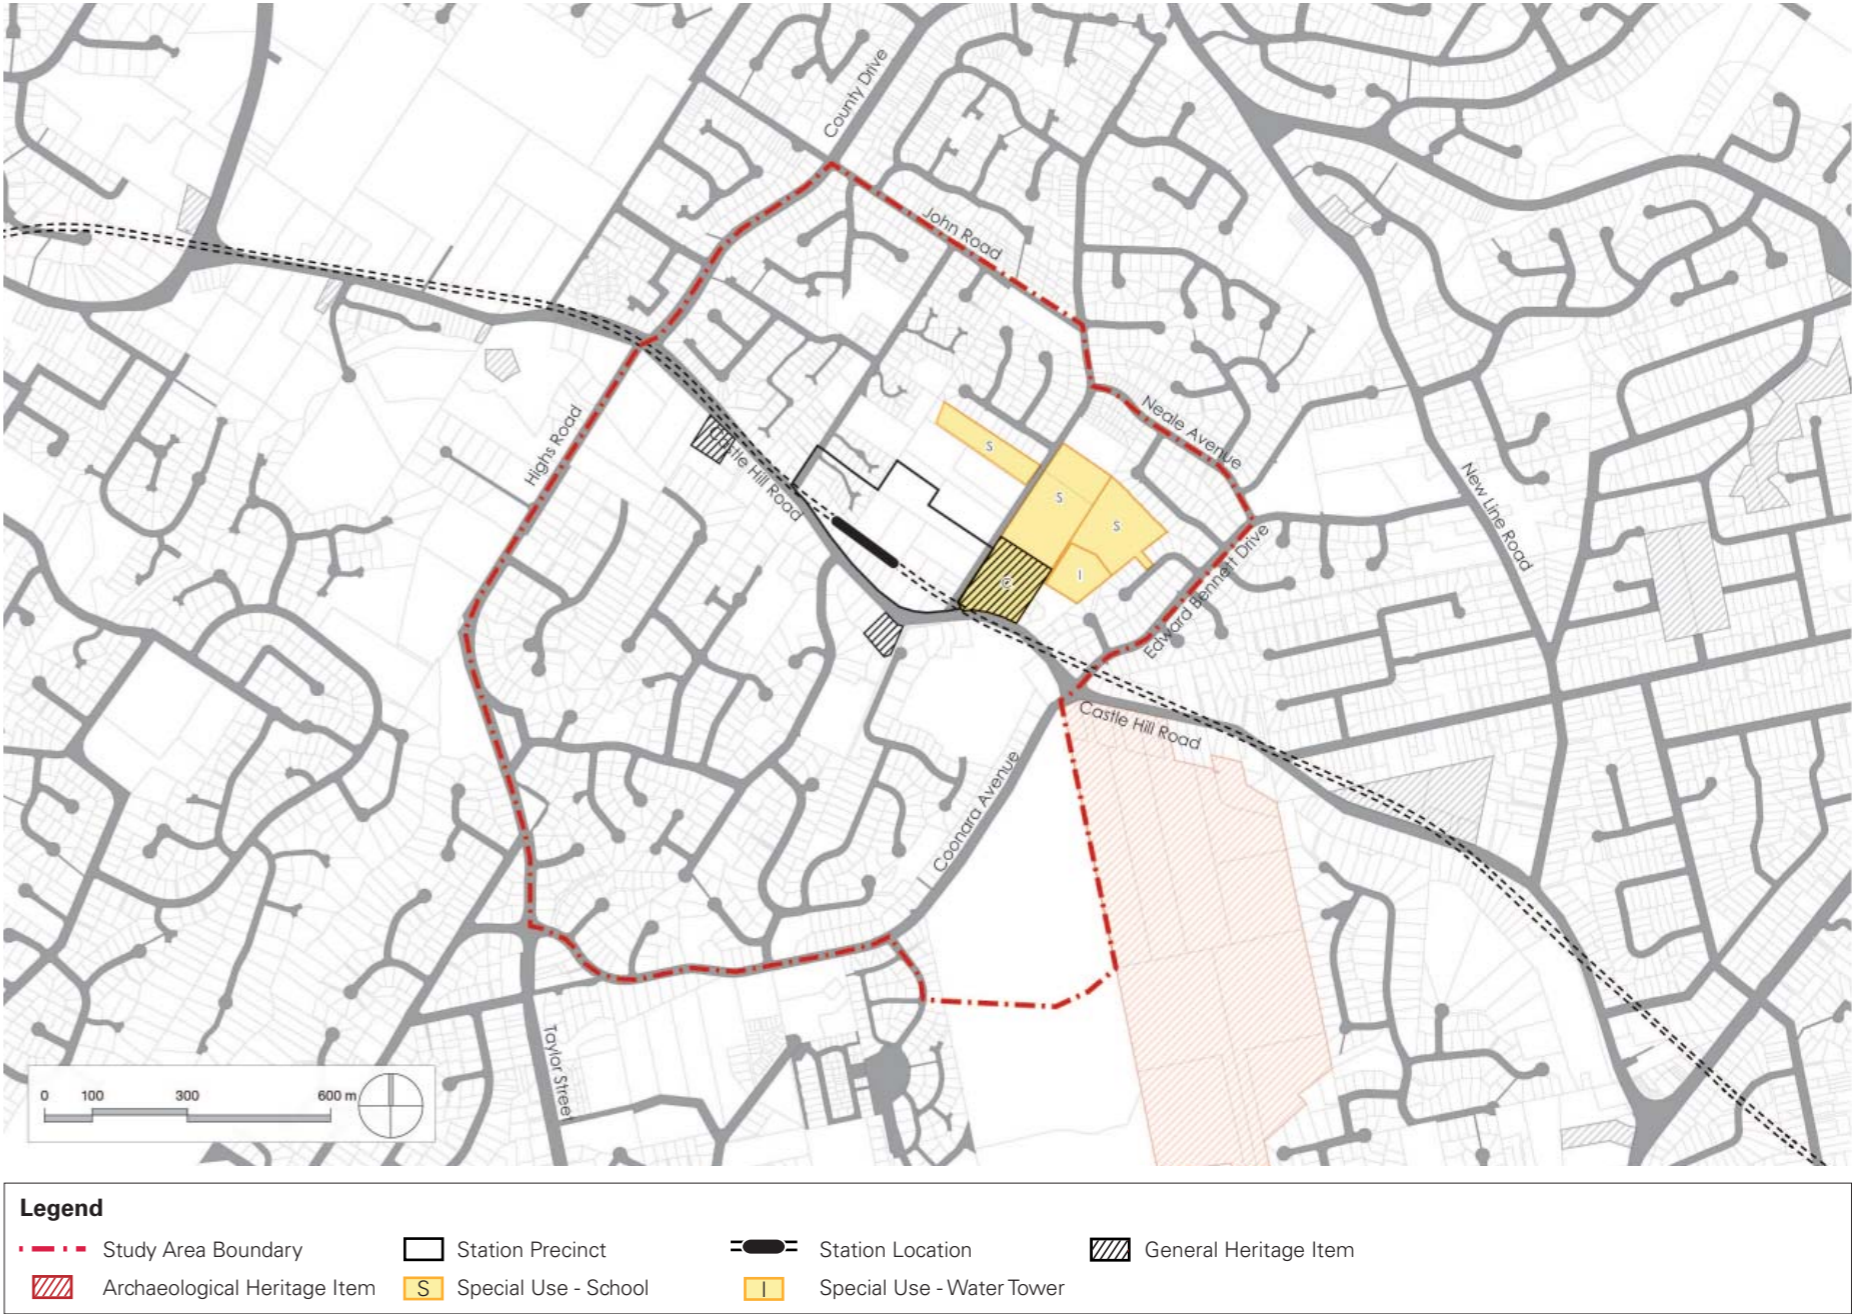 County Drive
John Road
Neale Avenue
Highs Road
Castle Hill Road
New Line Road
S
S
S
C
I
Edward Bennett Drive
Castle Hill Road
Coonara Avenue
Taylor Street
0 100 300 600 m
Legend
Study Area Boundary
Station Precinct
Station Location
General Heritage Item
Archaeological Heritage Item
S Special Use - School
I Special Use - Water Tower